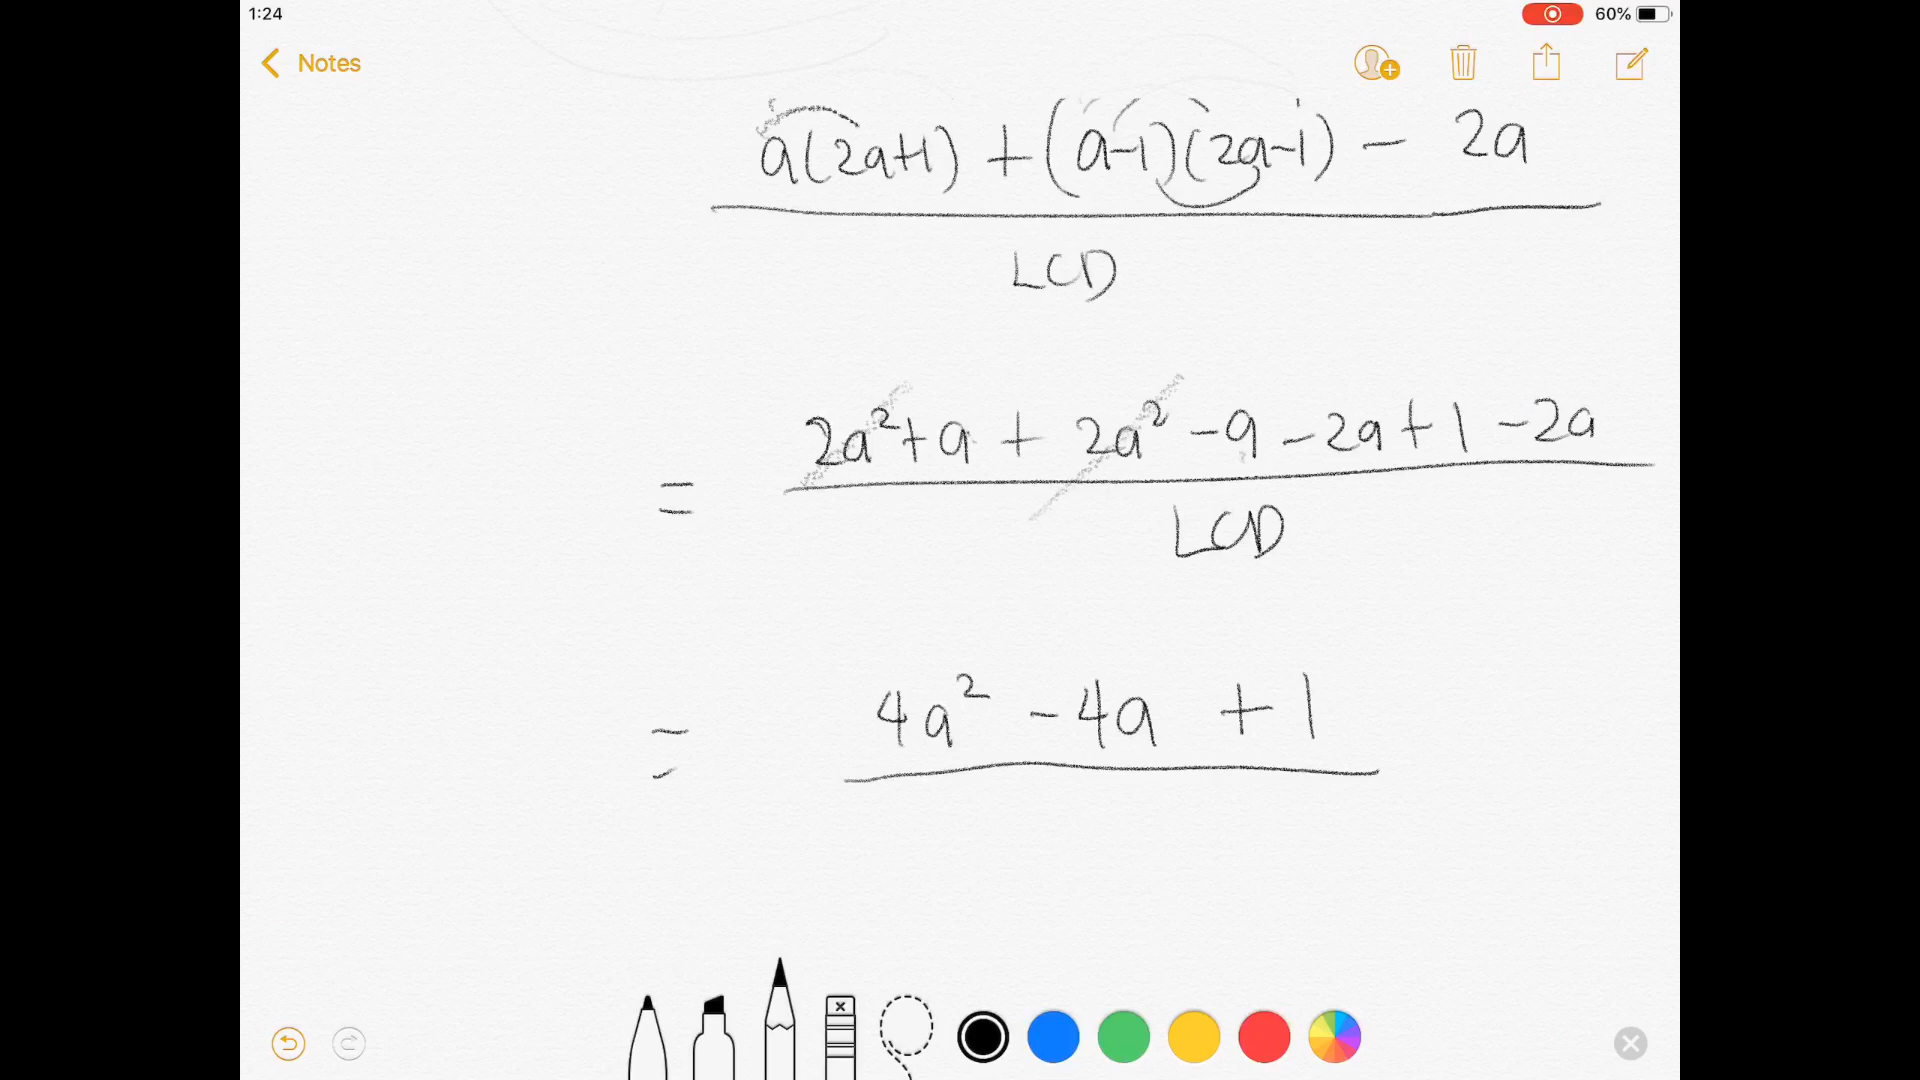 1:24
60%
Notes
a(2a+1) + (a-1)(2a-1) - 2a
LCD
2a²+a + 2a² -a -2a+1 -2a
=
LCD
= 4a² -4a +1